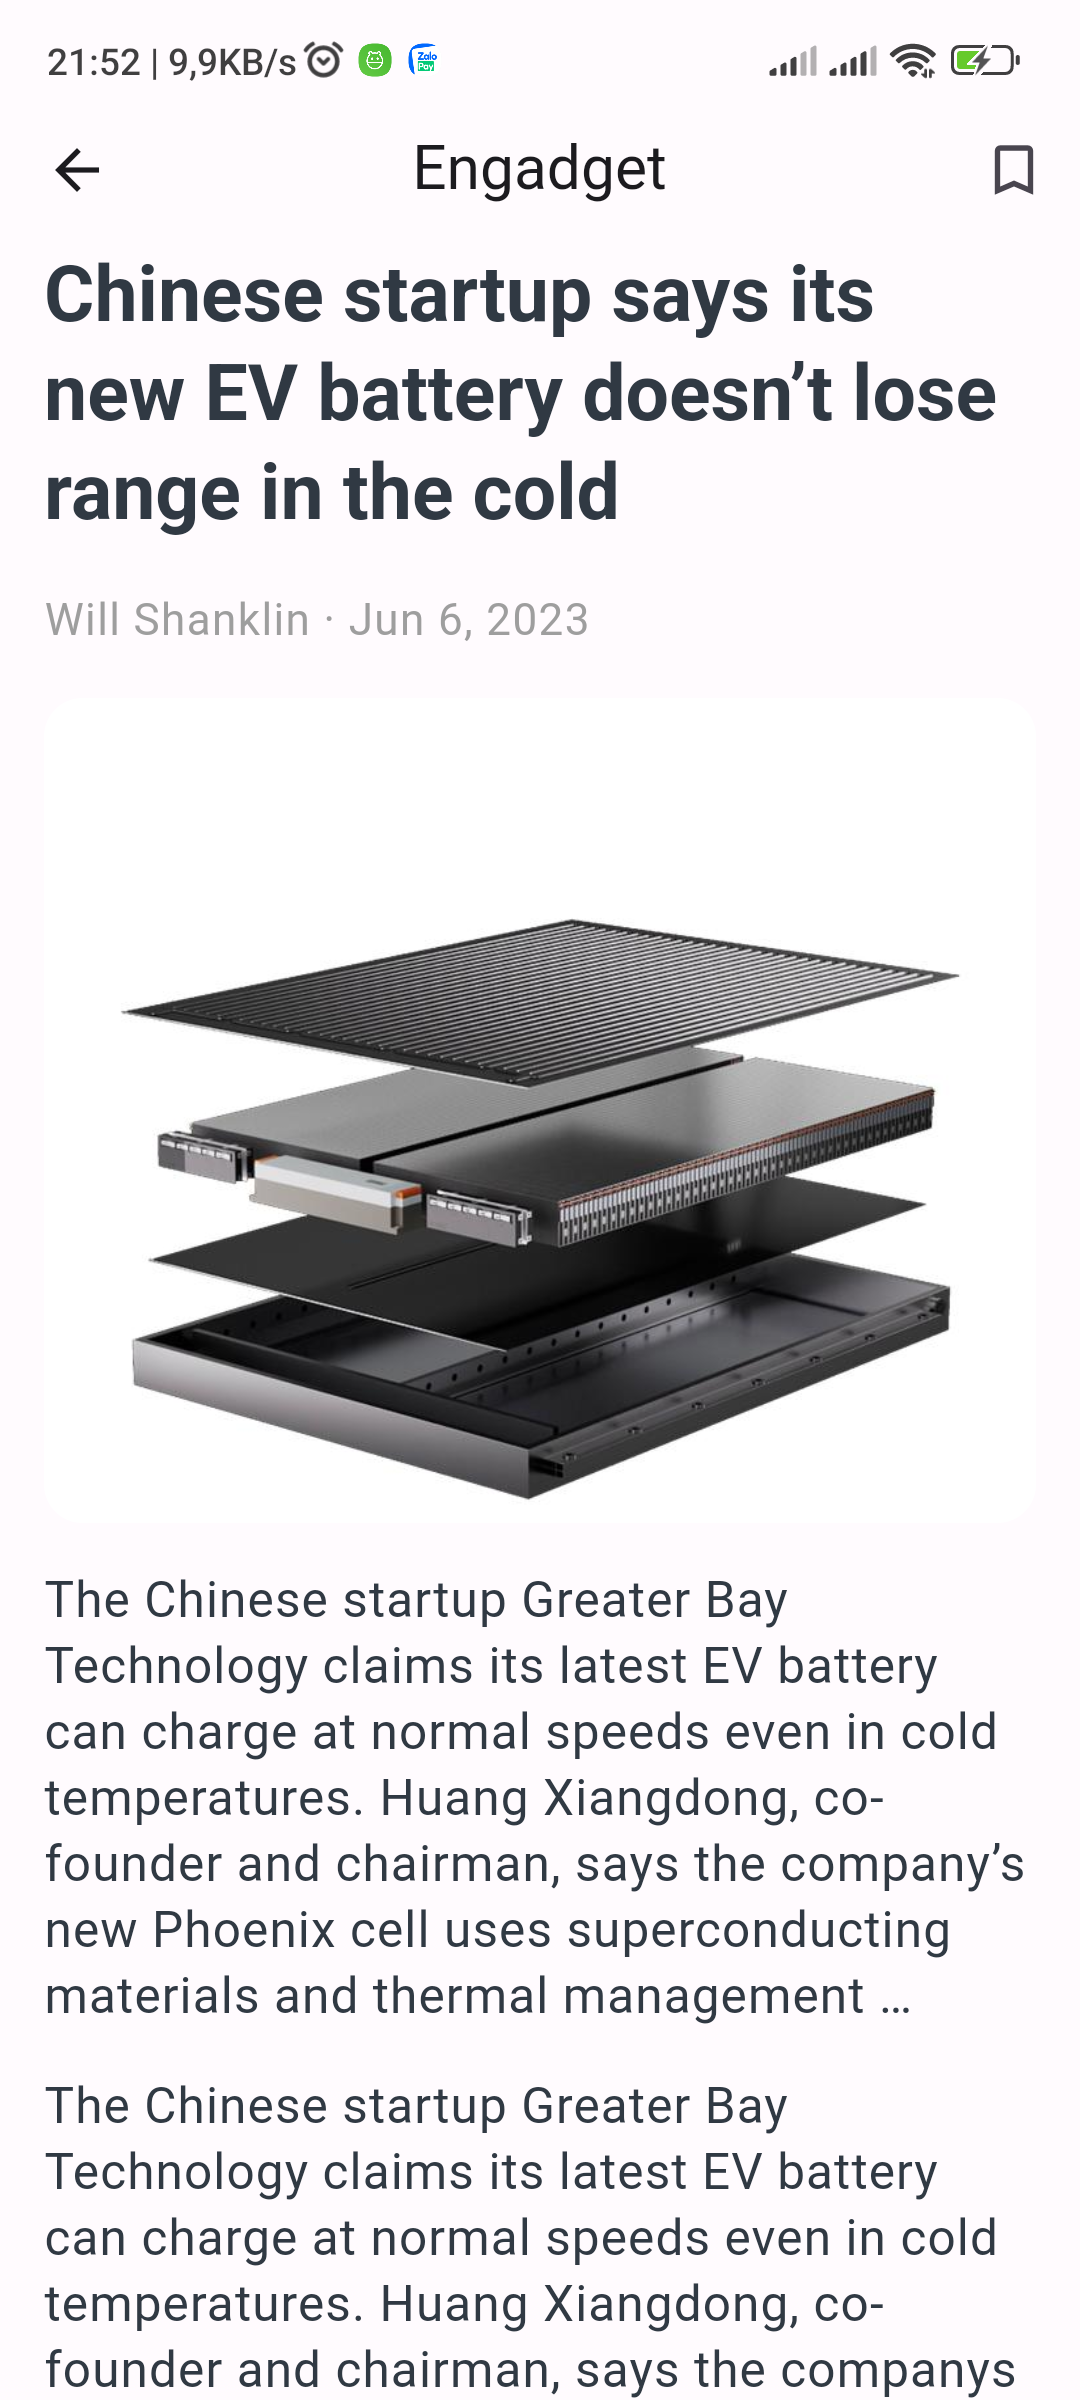 21:52 | 9,9KB/s
Zalo
Pay
Engadget
Chinese startup says its
new EV battery doesn’t lose
range in the cold
Will Shanklin · Jun 6, 2023
The Chinese startup Greater Bay
Technology claims its latest EV battery
can charge at normal speeds even in cold
temperatures. Huang Xiangdong, co-
founder and chairman, says the company’s
new Phoenix cell uses superconducting
materials and thermal management …
The Chinese startup Greater Bay
Technology claims its latest EV battery
can charge at normal speeds even in cold
temperatures. Huang Xiangdong, co-
founder and chairman, says the companys